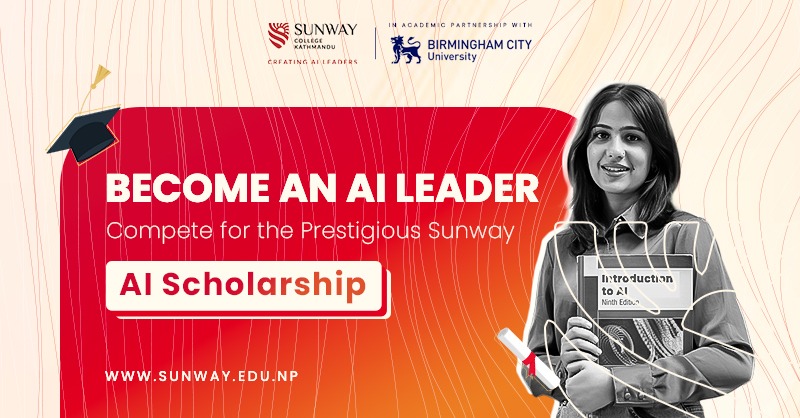 SUNWAY
COLLEGE
KATHMANDU
CREATING AI LEADERS
IN ACADEMIC PARTNERSHIP WITH
BIRMINGHAM CITY
University
BECOME AN AI LEADER
Compete for the Prestigious Sunway
AI Scholarship
Introduction
to AI
Ninth Edition
WWW.SUNWAY.EDU.NP